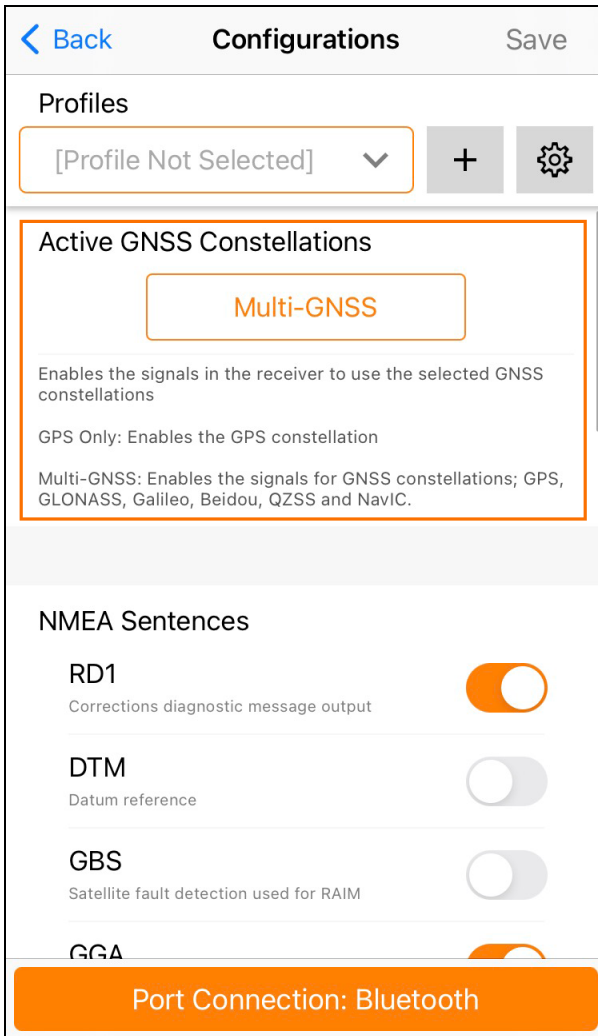 Back
Configurations
Save
Profiles
[Profile Not Selected]
+
Active GNSS Constellations
Multi-GNSS
Enables the signals in the receiver to use the selected GNSS
constellations
GPS Only: Enables the GPS constellation
Multi-GNSS: Enables the signals for GNSS constellations; GPS,
GLONASS, Galileo, Beidou, QZSS and NavIC.
NMEA Sentences
RD1
Corrections diagnostic message output
DTM
Datum reference
GBS
Satellite fault detection used for RAIM
GGA
Port Connection: Bluetooth